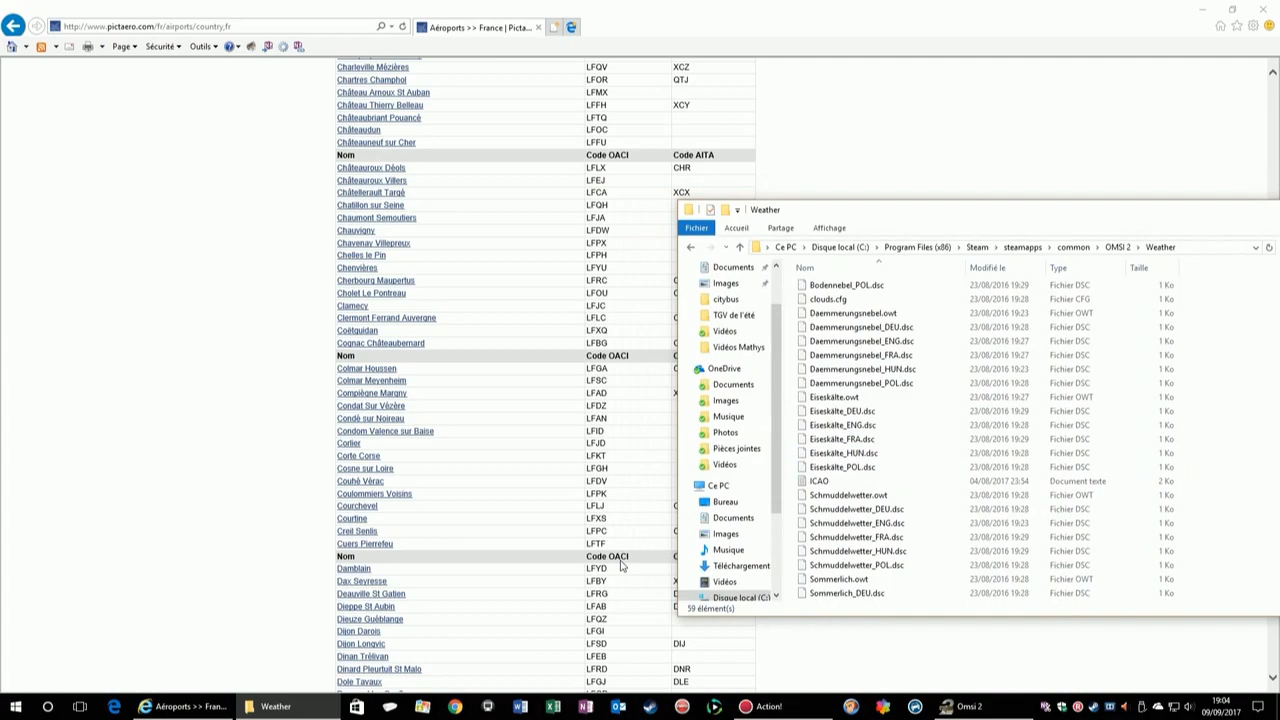 http://www.pictaero.com/fr/airports/country,fr
Aéroports >> France | Picta...
Page
Sécurité
Outils
Charleville Mézières LFQV XCZ
Chartres Champhol LFOR QTJ
Château Arnoux St Auban LFMX
Château Thierry Belleau LFFH XCY
Châteaubriant Pouancé LFTQ
Châteaudun LFOC
Châteauneuf sur Cher LFFU
Nom Code OACI Code AITA
Châteauroux Déols LFLX CHR
Châteauroux Villers LFEJ
Châtellerault Targé LFCA XCX
Chatillon sur Seine LFQH
Chaumont Semoutiers LFJA
Chauvigny LFDW
Chavenay Villepreux LFPX
Chelles le Pin LFPH
Chenvières LFYU
Cherbourg Maupertus LFRC
Cholet Le Pontreau LFOU
Clamecy LFJC
Clermont Ferrand Auvergne LFLC
Coëtquidan LFXQ
Cognac Châteaubernard LFBG
Nom Code OACI
Colmar Houssen LFGA
Colmar Meyenheim LFSC
Compiègne Margny LFAD X
Condat Sur Vézère LFDZ
Condé sur Noireau LFAN
Condom Valence sur Baise LFID
Corlier LFJD
Corte Corse LFKT
Cosne sur Loire LFGH
Couhé Vérac LFDV
Coulommiers Voisins LFPK
Courchevel LFLJ
Courtine LFXS
Creil Senlis LFPC
Cuers Pierrefeu LFTF
Nom Code OACI
Damblain LFYD
Dax Seyresse LFBY X
Deauville St Gatien LFRG
Dieppe St Aubin LFAB
Dieuze Guéblange LFQZ
Dijon Darois LFGI
Dijon Longvic LFSD DIJ
Dinan Trélivan LFEB
Dinard Pleurtuit St Malo LFRD DNR
Dole Tavaux LFGJ DLE
Weather
Fichier Accueil Partage Affichage
Ce PC Disque local (C:) Program Files (x86) Steam steamapps common OMSI 2 Weather
Documents
Images
citybus
TGV de l'été
Vidéos
Vidéos Mathys
OneDrive
Documents
Images
Musique
Photos
Pièces jointes
Vidéos
Ce PC
Bureau
Documents
Images
Musique
Téléchargement
Vidéos
Disque local (C:)
Nom Modifié le Type Taille
Bodennebel_POL.dsc 23/08/2016 19:29 Fichier DSC 1 Ko
clouds.cfg 23/08/2016 19:28 Fichier CFG 1 Ko
Daemmerungsnebel.owt 23/08/2016 19:23 Fichier OWT 1 Ko
Daemmerungsnebel_DEU.dsc 23/08/2016 19:28 Fichier DSC 1 Ko
Daemmerungsnebel_ENG.dsc 23/08/2016 19:27 Fichier DSC 1 Ko
Daemmerungsnebel_FRA.dsc 23/08/2016 19:27 Fichier DSC 1 Ko
Daemmerungsnebel_HUN.dsc 23/08/2016 19:23 Fichier DSC 1 Ko
Daemmerungsnebel_POL.dsc 23/08/2016 19:28 Fichier DSC 1 Ko
Eiseskälte.owt 23/08/2016 19:27 Fichier OWT 1 Ko
Eiseskälte_DEU.dsc 23/08/2016 19:29 Fichier DSC 1 Ko
Eiseskälte_ENG.dsc 23/08/2016 19:28 Fichier DSC 1 Ko
Eiseskälte_FRA.dsc 23/08/2016 19:29 Fichier DSC 1 Ko
Eiseskälte_HUN.dsc 23/08/2016 19:28 Fichier DSC 1 Ko
Eiseskälte_POL.dsc 23/08/2016 19:28 Fichier DSC 1 Ko
ICAO 04/08/2017 23:54 Document texte 2 Ko
Schmuddelwetter.owt 23/08/2016 19:28 Fichier OWT 1 Ko
Schmuddelwetter_DEU.dsc 23/08/2016 19:28 Fichier DSC 1 Ko
Schmuddelwetter_ENG.dsc 23/08/2016 19:23 Fichier DSC 1 Ko
Schmuddelwetter_FRA.dsc 23/08/2016 19:28 Fichier DSC 1 Ko
Schmuddelwetter_HUN.dsc 23/08/2016 19:29 Fichier DSC 1 Ko
Schmuddelwetter_POL.dsc 23/08/2016 19:28 Fichier DSC 1 Ko
Sommerlich.owt 23/08/2016 19:28 Fichier OWT 1 Ko
Sommerlich_DEU.dsc 23/08/2016 19:28 Fichier DSC 1 Ko
59 élément(s)
Aéroports >> Fran...
Weather
Action!
Omsi 2
19:04
09/09/2017